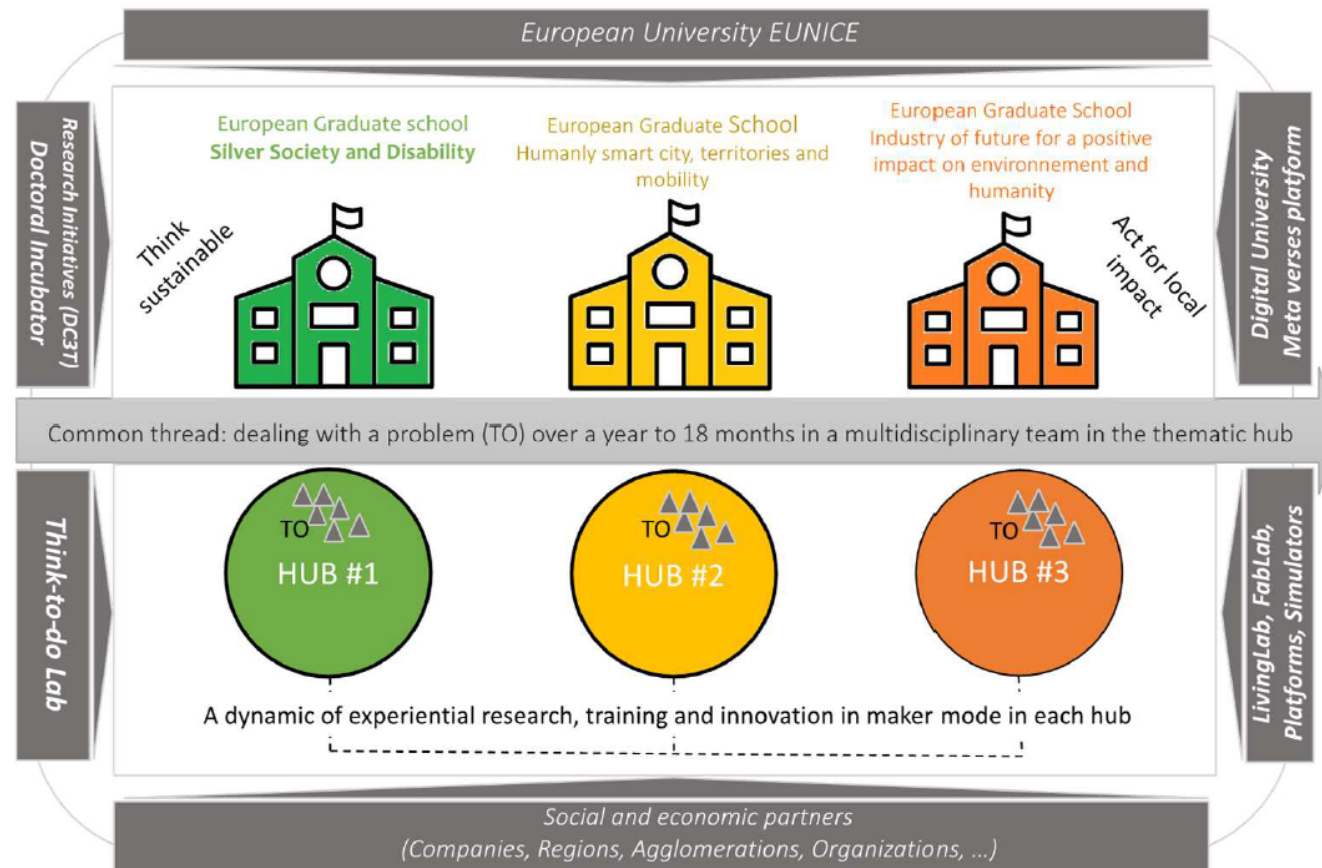 European University EUNICE
Research Initiatives (DC3T)
Doctoral Incubator
European Graduate school
Silver Society and Disability
European Graduate School
Humanly smart city, territories and
mobility
European Graduate School
Industry of future for a positive
impact on environnement and
humanity
Digital University
Meta verses platform
Think
sustainable
Act for local
impact
Common thread: dealing with a problem (TO) over a year to 18 months in a multidisciplinary team in the thematic hub
Think-to-do Lab
TO
HUB #1
TO
HUB #2
TO
HUB #3
LivingLab, FabLab,
Platforms, Simulators
A dynamic of experiential research, training and innovation in maker mode in each hub
Social and economic partners
(Companies, Regions, Agglomerations, Organizations, ...)